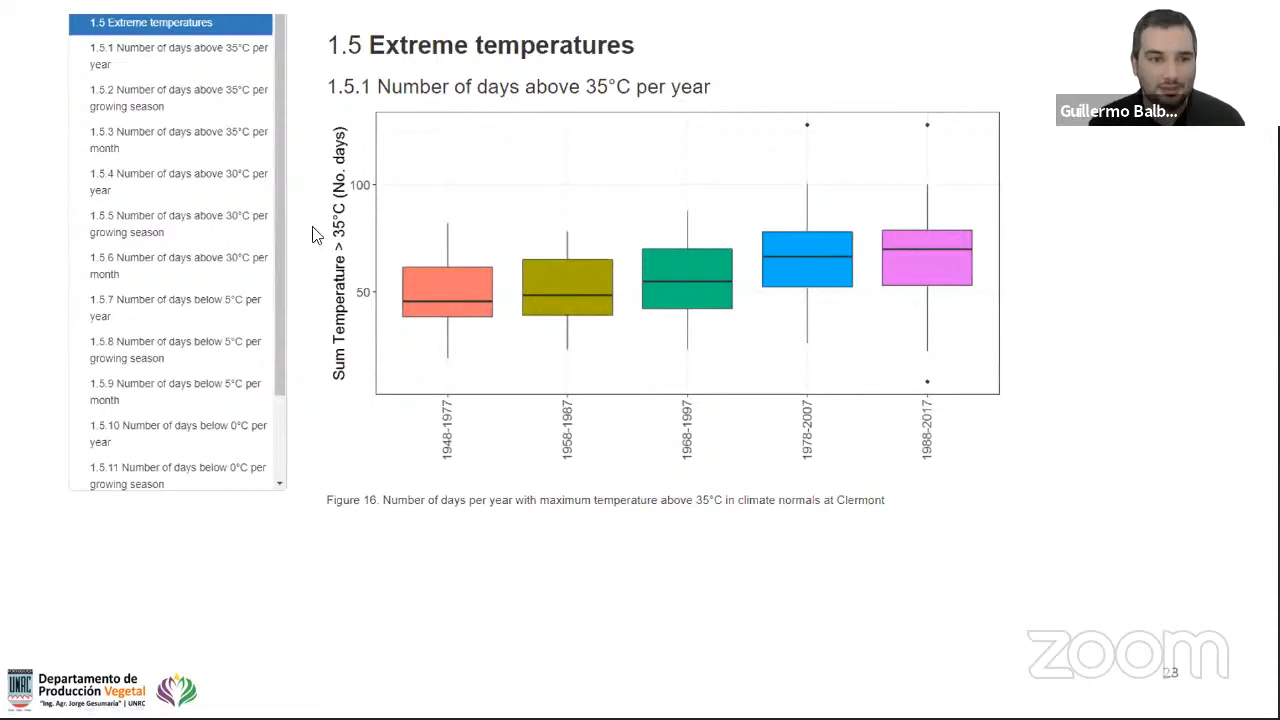 1.5 Extreme temperatures
1.5.1 Number of days above 35°C per
year
1.5.2 Number of days above 35°C per
growing season
1.5.3 Number of days above 35°C per
month
1.5.4 Number of days above 30°C per
year
1.5.5 Number of days above 30°C per
growing season
1.5.6 Number of days above 30°C per
month
1.5.7 Number of days below 5°C per
year
1.5.8 Number of days below 5°C per
growing season
1.5.9 Number of days below 5°C per
month
1.5.10 Number of days below 0°C per
year
1.5.11 Number of days below 0°C per
growing season
1.5 Extreme temperatures
1.5.1 Number of days above 35°C per year
Sum Temperature > 35°C (No. days)
100
50
1948-1977
1958-1987
1968-1997
1978-2007
1988-2017
Figure 16. Number of days per year with maximum temperature above 35°C in climate normals at Clermont
Guillermo Balb...
zoom
23
UNRC
Departamento de
Producción Vegetal
"Ing. Agr. Jorge Gesumaría" | UNRC